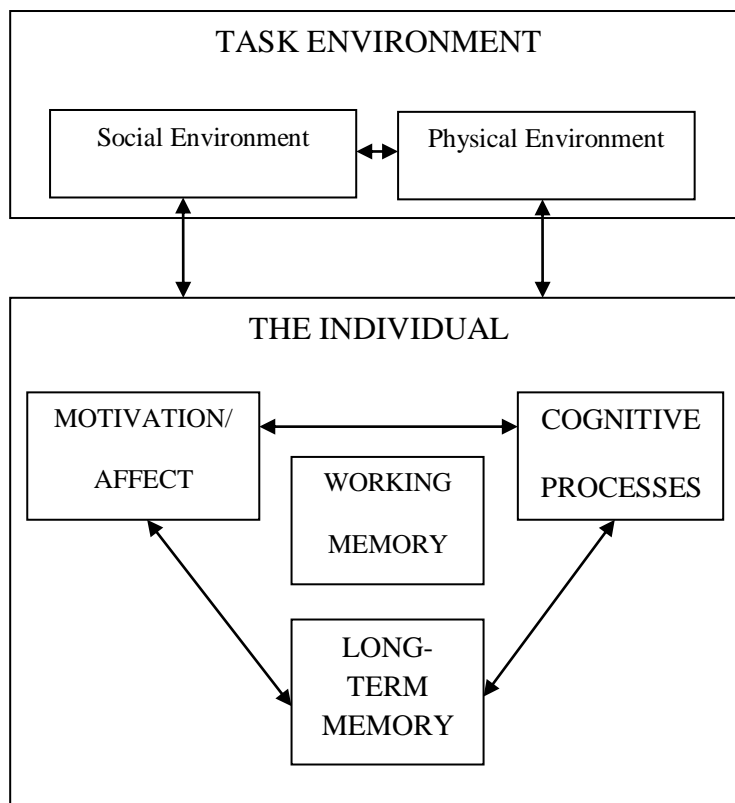 TASK ENVIRONMENT
Social Environment
Physical Environment
THE INDIVIDUAL
MOTIVATION/
AFFECT
COGNITIVE
PROCESSES
WORKING
MEMORY
LONG-
TERM
MEMORY